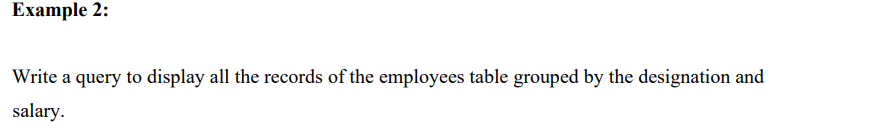 Example 2:
Write a query to display all the records of the employees table grouped by the designation and
salary.